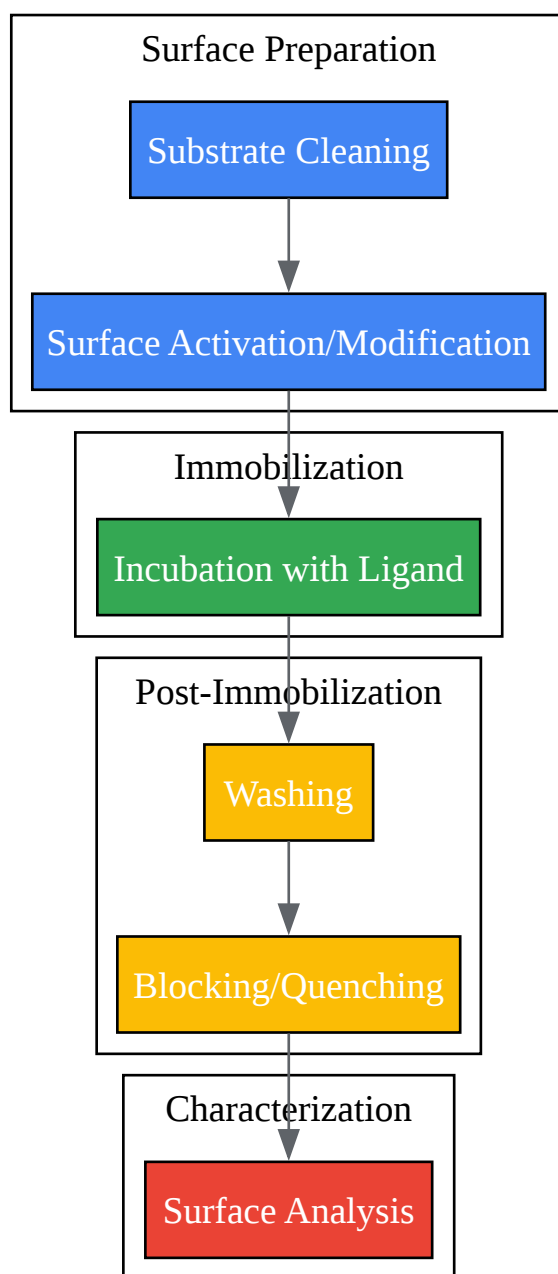 Surface Preparation
Substrate Cleaning
Surface Activation/Modification
Immobilization
Incubation with Ligand
Post-Immobilization
Washing
Blocking/Quenching
Characterization
Surface Analysis